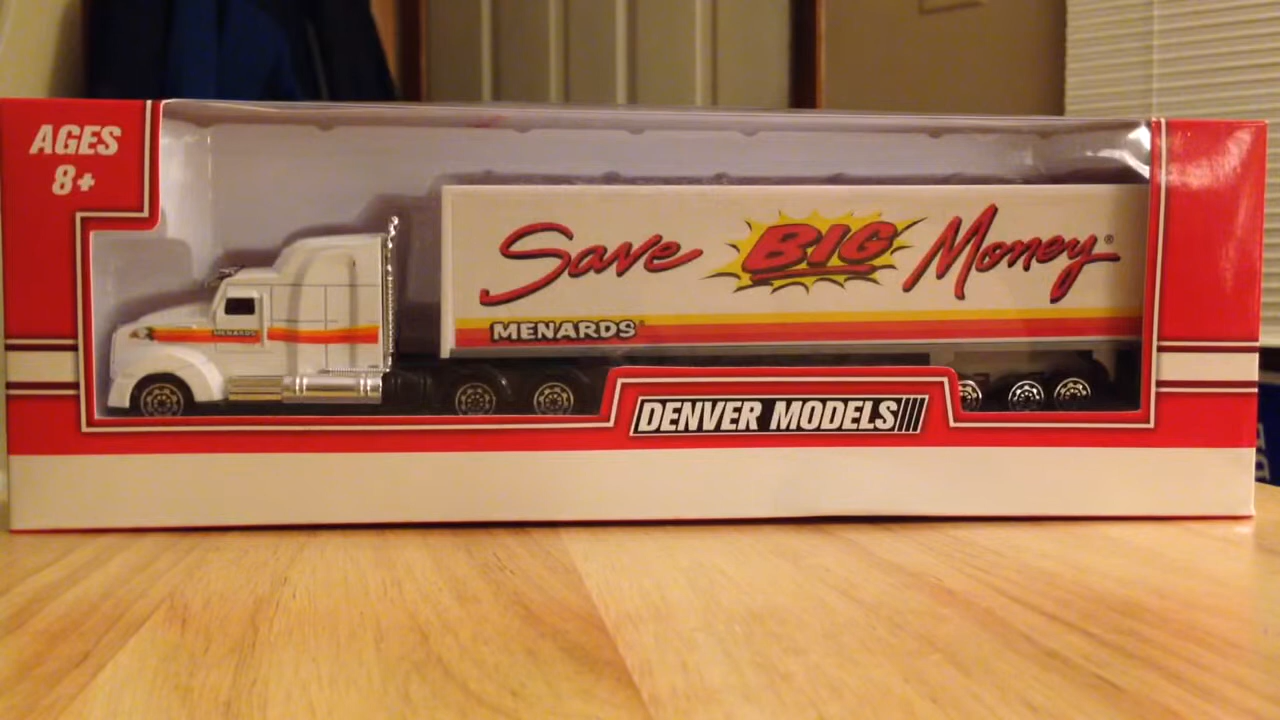 AGES
8+
Save BIG Money®
MENARDS®
MENARDS
DENVER MODELS